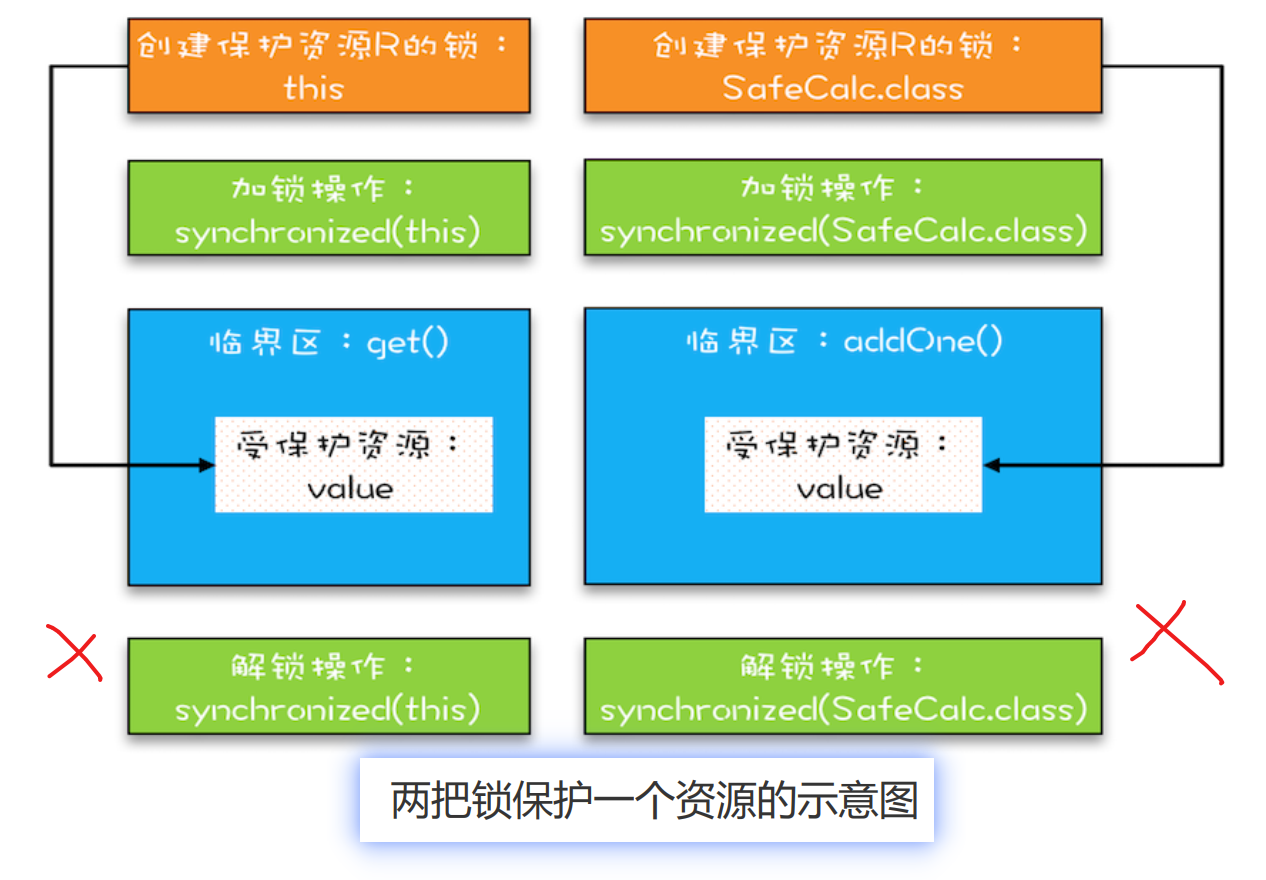 创建保护资源R的锁：
this
创建保护资源R的锁：
SafeCalc.class
加锁操作：
synchronized(this)
加锁操作：
synchronized(SafeCalc.class)
临界区：get()
受保护资源：
value
临界区：addOne()
受保护资源：
value
解锁操作：
synchronized(this)
解锁操作：
synchronized(SafeCalc.class)
两把锁保护一个资源的示意图